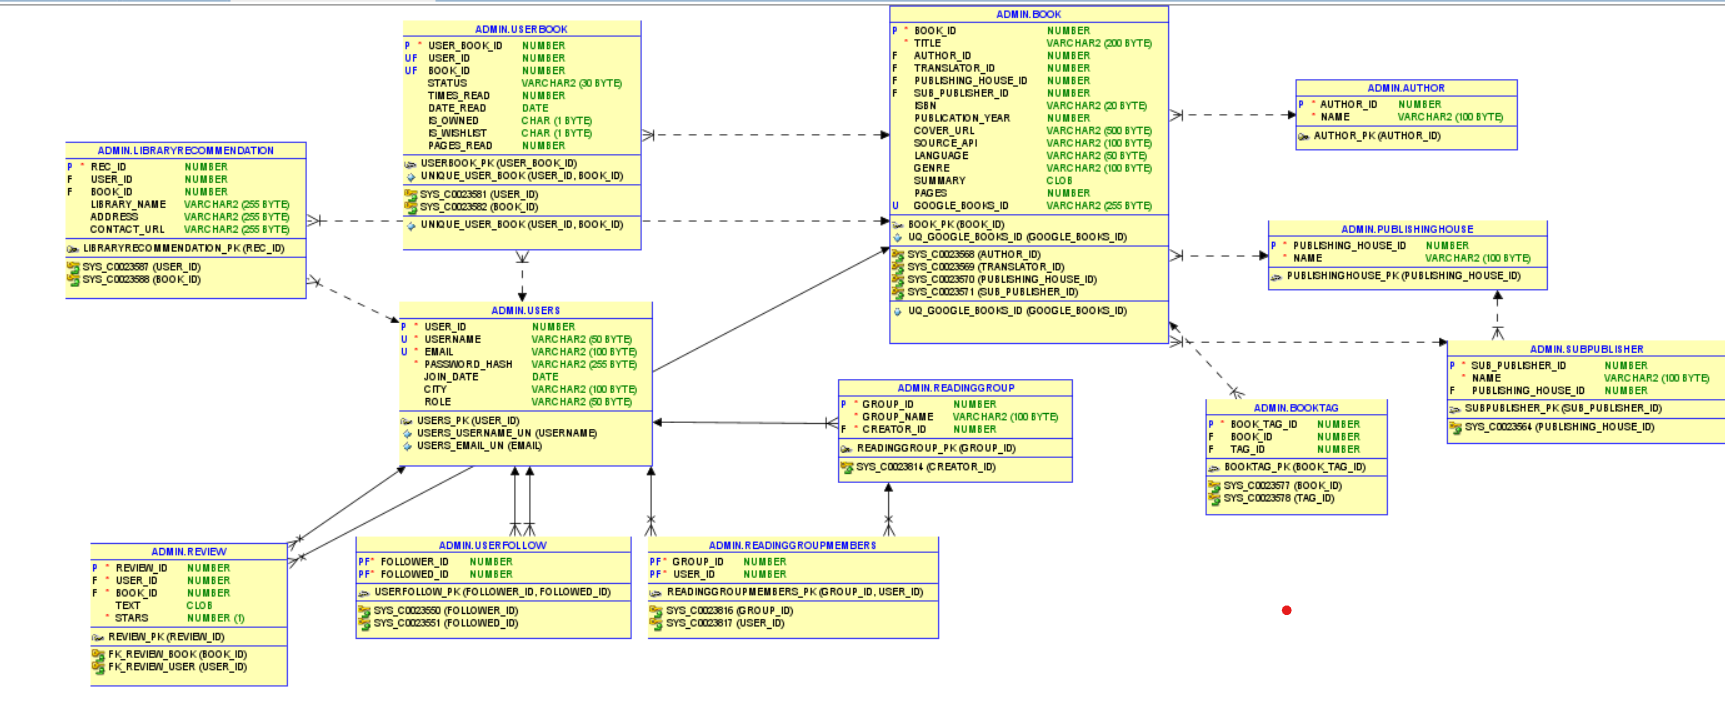 ADMIN.USERBOOK
P * USER_BOOK_ID NUMBER
UF USER_ID NUMBER
UF BOOK_ID NUMBER
STATUS VARCHAR2 (30 BYTE)
TIMES_READ NUMBER
DATE_READ DATE
IS_OWNED CHAR (1 BYTE)
IS_WISHLIST CHAR (1 BYTE)
PAGES_READ NUMBER
USERBOOK_PK (USER_BOOK_ID)
UNIQUE_USER_BOOK (USER_ID, BOOK_ID)
SYS_C0023581 (USER_ID)
SYS_C0023582 (BOOK_ID)
UNIQUE_USER_BOOK (USER_ID, BOOK_ID)
ADMIN.BOOK
P * BOOK_ID NUMBER
* TITLE VARCHAR2 (200 BYTE)
F AUTHOR_ID NUMBER
F TRANSLATOR_ID NUMBER
F PUBLISHING_HOUSE_ID NUMBER
F SUB_PUBLISHER_ID NUMBER
ISBN VARCHAR2 (20 BYTE)
PUBLICATION_YEAR NUMBER
COVER_URL VARCHAR2 (500 BYTE)
SOURCE_API VARCHAR2 (100 BYTE)
LANGUAGE VARCHAR2 (50 BYTE)
GENRE VARCHAR2 (100 BYTE)
SUMMARY CLOB
PAGES NUMBER
U GOOGLE_BOOKS_ID VARCHAR2 (255 BYTE)
BOOK_PK (BOOK_ID)
UQ_GOOGLE_BOOKS_ID (GOOGLE_BOOKS_ID)
SYS_C0023568 (AUTHOR_ID)
SYS_C0023569 (TRANSLATOR_ID)
SYS_C0023570 (PUBLISHING_HOUSE_ID)
SYS_C0023571 (SUB_PUBLISHER_ID)
UQ_GOOGLE_BOOKS_ID (GOOGLE_BOOKS_ID)
ADMIN.AUTHOR
P * AUTHOR_ID NUMBER
* NAME VARCHAR2 (100 BYTE)
AUTHOR_PK (AUTHOR_ID)
ADMIN.LIBRARYRECOMMENDATION
P * REC_ID NUMBER
F USER_ID NUMBER
F BOOK_ID NUMBER
LIBRARY_NAME VARCHAR2 (255 BYTE)
ADDRESS VARCHAR2 (255 BYTE)
CONTACT_URL VARCHAR2 (255 BYTE)
LIBRARYRECOMMENDATION_PK (REC_ID)
SYS_C0023587 (USER_ID)
SYS_C0023588 (BOOK_ID)
ADMIN.PUBLISHINGHOUSE
P * PUBLISHING_HOUSE_ID NUMBER
* NAME VARCHAR2 (100 BYTE)
PUBLISHINGHOUSE_PK (PUBLISHING_HOUSE_ID)
ADMIN.USERS
P * USER_ID NUMBER
U * USERNAME VARCHAR2 (50 BYTE)
U * EMAIL VARCHAR2 (100 BYTE)
* PASSWORD_HASH VARCHAR2 (255 BYTE)
JOIN_DATE DATE
CITY VARCHAR2 (100 BYTE)
ROLE VARCHAR2 (50 BYTE)
USERS_PK (USER_ID)
USERS_USERNAME_UN (USERNAME)
USERS_EMAIL_UN (EMAIL)
ADMIN.SUBPUBLISHER
P * SUB_PUBLISHER_ID NUMBER
* NAME VARCHAR2 (100 BYTE)
F PUBLISHING_HOUSE_ID NUMBER
SUBPUBLISHER_PK (SUB_PUBLISHER_ID)
SYS_C0023564 (PUBLISHING_HOUSE_ID)
ADMIN.READINGGROUP
P * GROUP_ID NUMBER
* GROUP_NAME VARCHAR2 (100 BYTE)
F * CREATOR_ID NUMBER
READINGGROUP_PK (GROUP_ID)
SYS_C0023814 (CREATOR_ID)
ADMIN.BOOKTAG
P * BOOK_TAG_ID NUMBER
F BOOK_ID NUMBER
F TAG_ID NUMBER
BOOKTAG_PK (BOOK_TAG_ID)
SYS_C0023577 (BOOK_ID)
SYS_C0023578 (TAG_ID)
ADMIN.REVIEW
P * REVIEW_ID NUMBER
F * USER_ID NUMBER
F * BOOK_ID NUMBER
TEXT CLOB
* STARS NUMBER (1)
REVIEW_PK (REVIEW_ID)
FK_REVIEW_BOOK (BOOK_ID)
FK_REVIEW_USER (USER_ID)
ADMIN.USERFOLLOW
PF* FOLLOWER_ID NUMBER
PF* FOLLOWED_ID NUMBER
USERFOLLOW_PK (FOLLOWER_ID, FOLLOWED_ID)
SYS_C0023550 (FOLLOWER_ID)
SYS_C0023551 (FOLLOWED_ID)
ADMIN.READINGGROUPMEMBERS
PF* GROUP_ID NUMBER
PF* USER_ID NUMBER
READINGGROUPMEMBERS_PK (GROUP_ID, USER_ID)
SYS_C0023816 (GROUP_ID)
SYS_C0023817 (USER_ID)